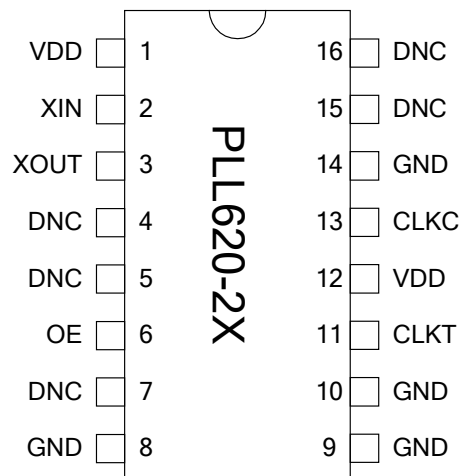 VDD 1 16 DNC
XIN 2 15 DNC
XOUT 3 14 GND
DNC 4 13 CLKC
DNC 5 12 VDD
OE 6 11 CLKT
DNC 7 10 GND
GND 8 9 GND
PLL620-2X